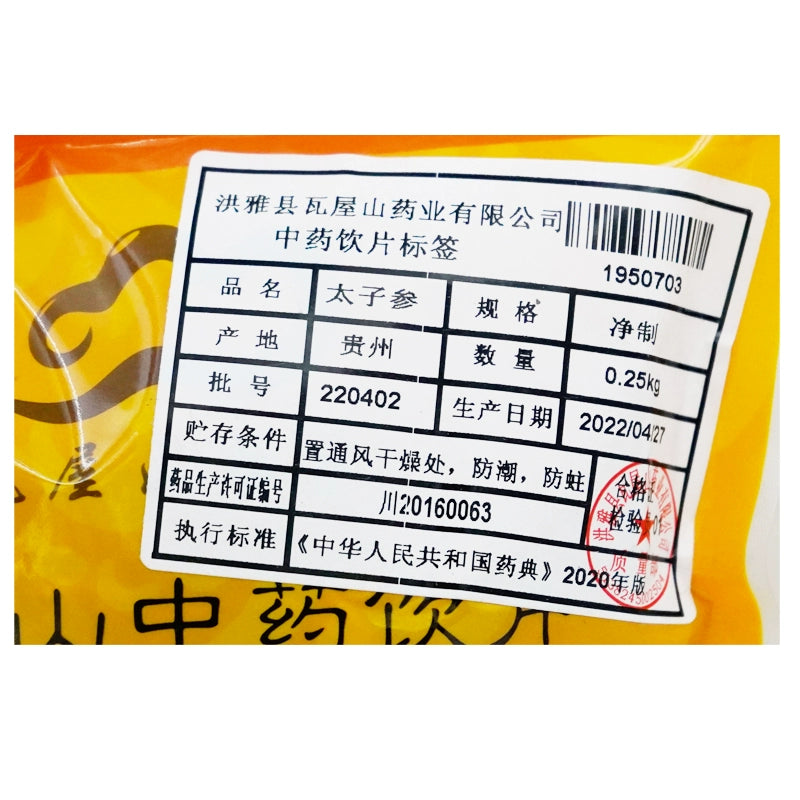 洪雅县瓦屋山药业有限公司
中药饮片标签
1950703
品名 太子参 规格 净制
产地 贵州 数量 0.25kg
批号 220402 生产日期 2022/04/27
贮存条件 置通风干燥处，防潮，防蛀
药品生产许可证编号 川20160063
合格
检验
执行标准 《中华人民共和国药典》2020年版
屋
山中药饮片